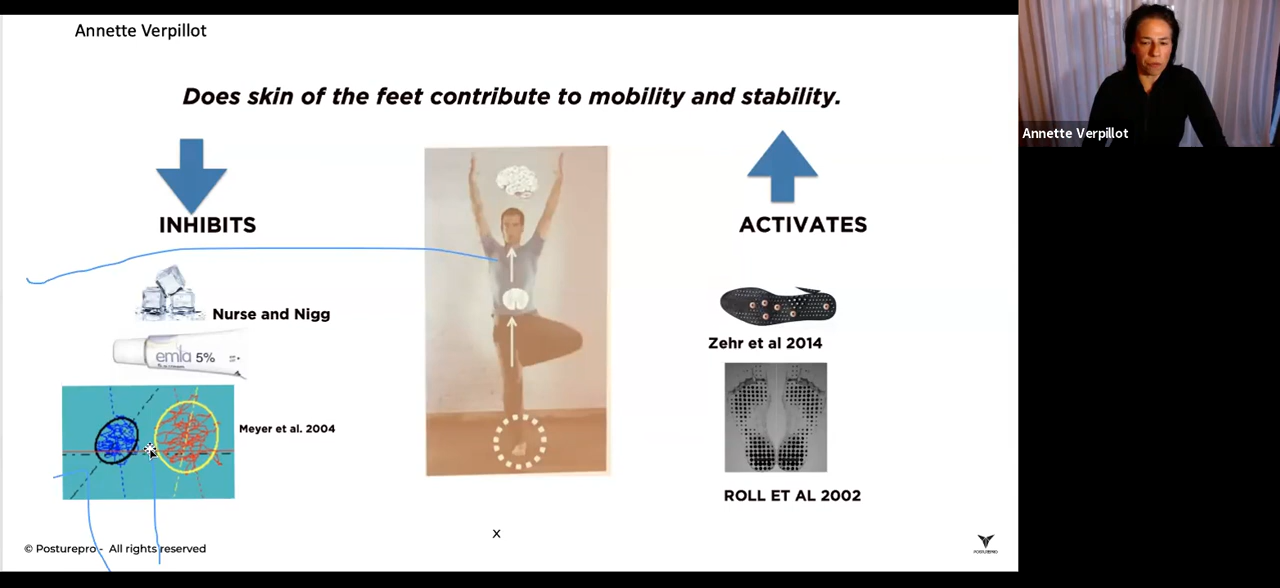 Annette Verpillot
Does skin of the feet contribute to mobility and stability.
INHIBITS
ACTIVATES
Nurse and Nigg
emla 5%
Zehr et al 2014
Meyer et al. 2004
ROLL ET AL 2002
x
© Posturepro - All rights reserved
POSTUREPRO
Annette Verpillot